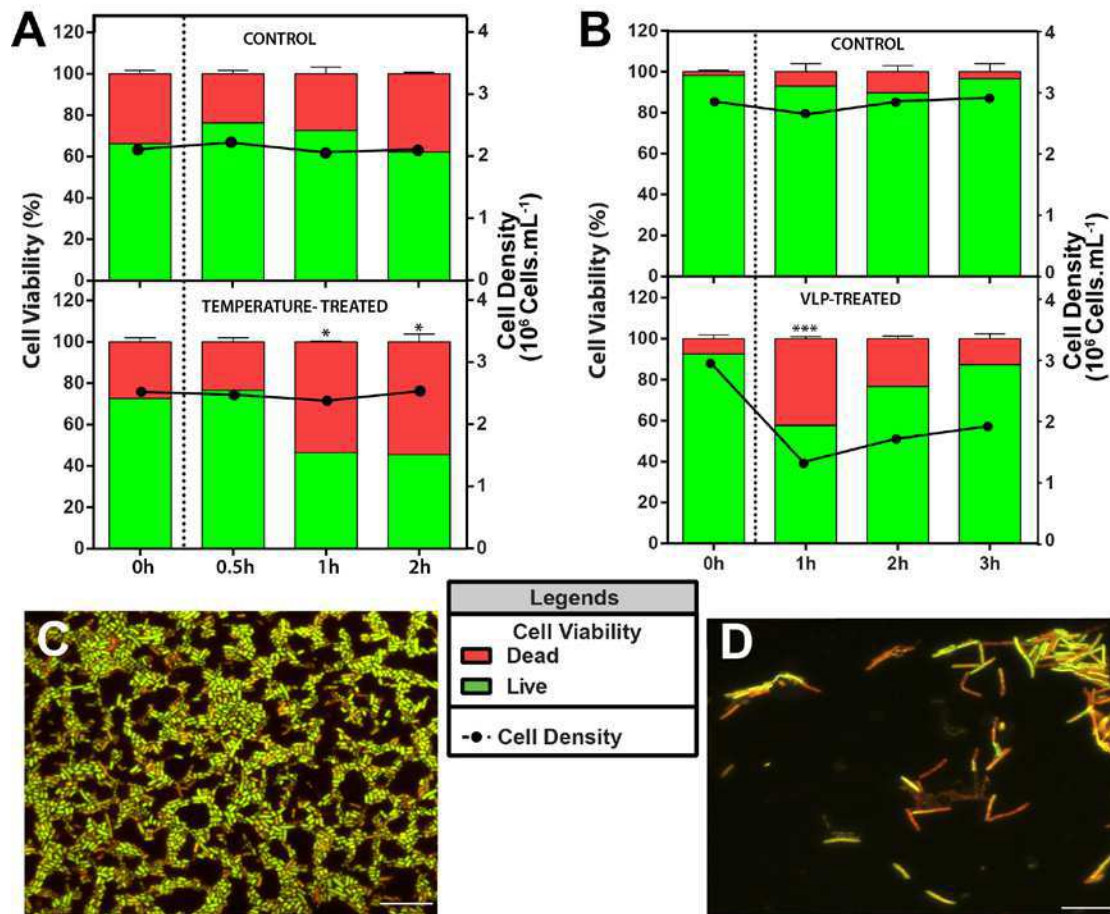 A
CONTROL
120
100
80
60
40
20
0
4
3
2
1
0
TEMPERATURE- TREATED
* *
120
100
80
60
40
20
0
4
3
2
1
0
0h 0.5h 1h 2h
Cell Viability (%)
Cell Density
(10⁶ Cells.mL⁻¹)
B
CONTROL
120
100
80
60
40
20
0
4
3
2
1
0
VLP-TREATED
***
120
100
80
60
40
20
0
4
3
2
1
0
0h 1h 2h 3h
Cell Viability (%)
Cell Density
(10⁶ Cells.mL⁻¹)
C
Legends
Cell Viability
Dead
Live
Cell Density
D